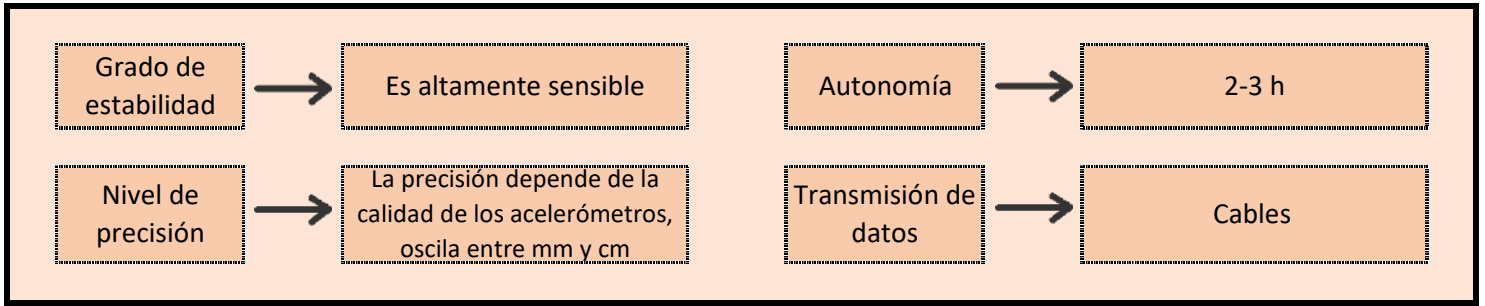 Grado de
estabilidad
Es altamente sensible
Autonomía
2-3 h
Nivel de
precisión
La precisión depende de la
calidad de los acelerómetros,
oscila entre mm y cm
Transmisión de
datos
Cables